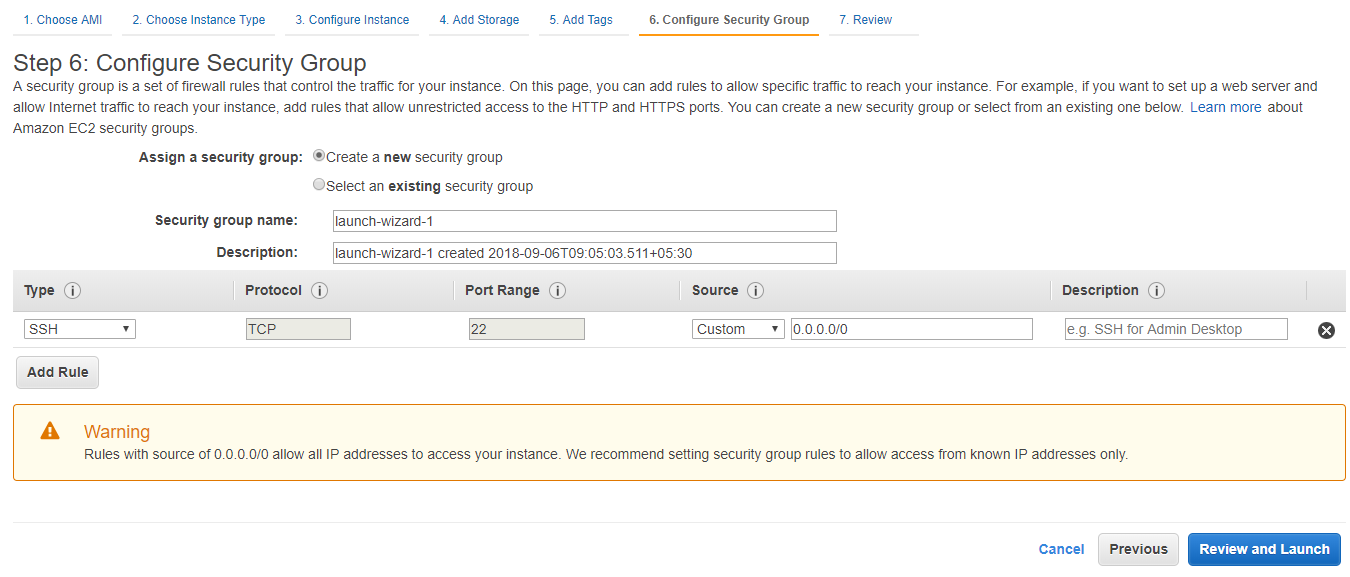 1. Choose AMI 2. Choose Instance Type 3. Configure Instance 4. Add Storage 5. Add Tags 6. Configure Security Group 7. Review
Step 6: Configure Security Group
A security group is a set of firewall rules that control the traffic for your instance. On this page, you can add rules to allow specific traffic to reach your instance. For example, if you want to set up a web server and
allow Internet traffic to reach your instance, add rules that allow unrestricted access to the HTTP and HTTPS ports. You can create a new security group or select from an existing one below. Learn more about
Amazon EC2 security groups.
Assign a security group: Create a new security group
Select an existing security group
Security group name: launch-wizard-1
Description: launch-wizard-1 created 2018-09-06T09:05:03.511+05:30
Type i Protocol i Port Range i Source i Description i
SSH TCP 22 Custom 0.0.0.0/0 e.g. SSH for Admin Desktop
Add Rule
Warning
Rules with source of 0.0.0.0/0 allow all IP addresses to access your instance. We recommend setting security group rules to allow access from known IP addresses only.
Cancel Previous Review and Launch